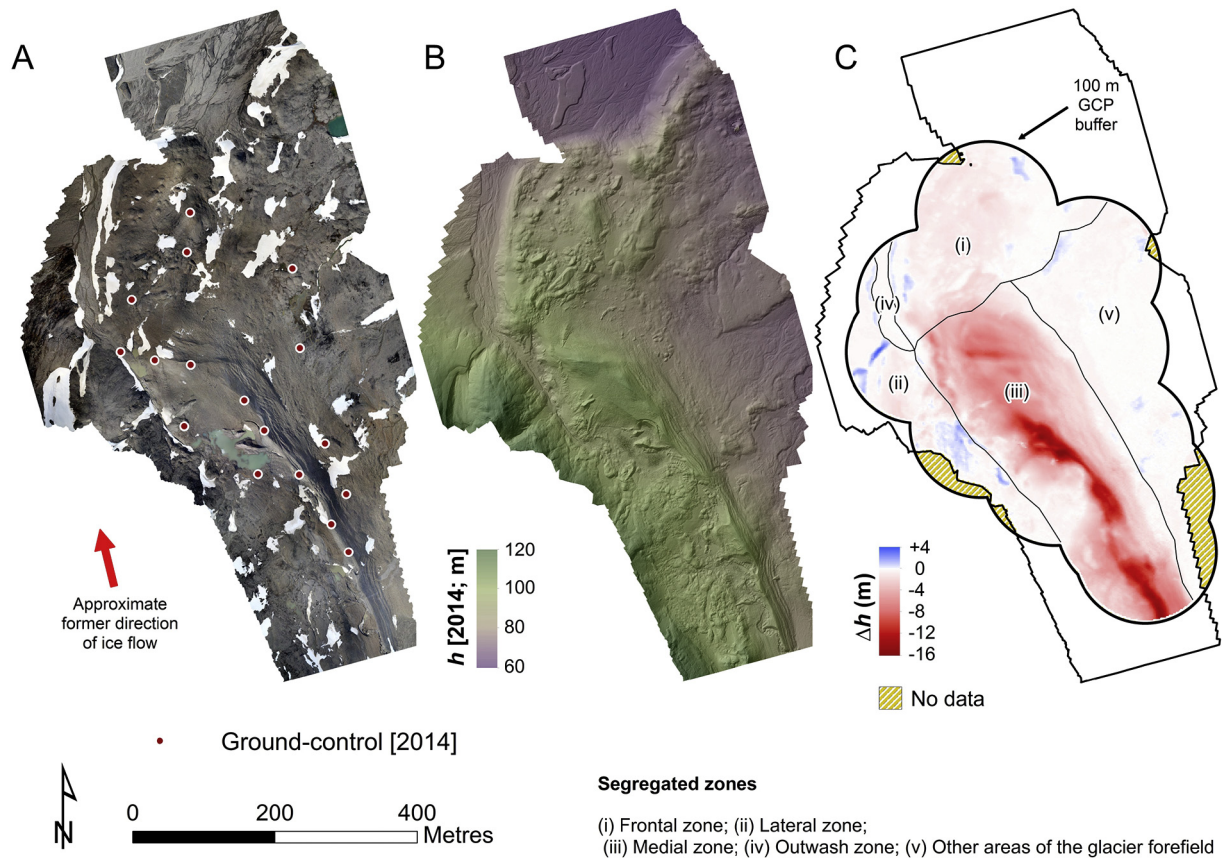 A
B
C
100 m
GCP
buffer
(i)
(iv)
(v)
(ii)
(iii)
Approximate
former direction
of ice flow
h [2014; m]
120
100
80
60
Δh (m)
+4
0
-4
-8
-12
-16
No data
Ground-control [2014]
N
0
200
400
Metres
Segregated zones
(i) Frontal zone; (ii) Lateral zone;
(iii) Medial zone; (iv) Outwash zone; (v) Other areas of the glacier forefield